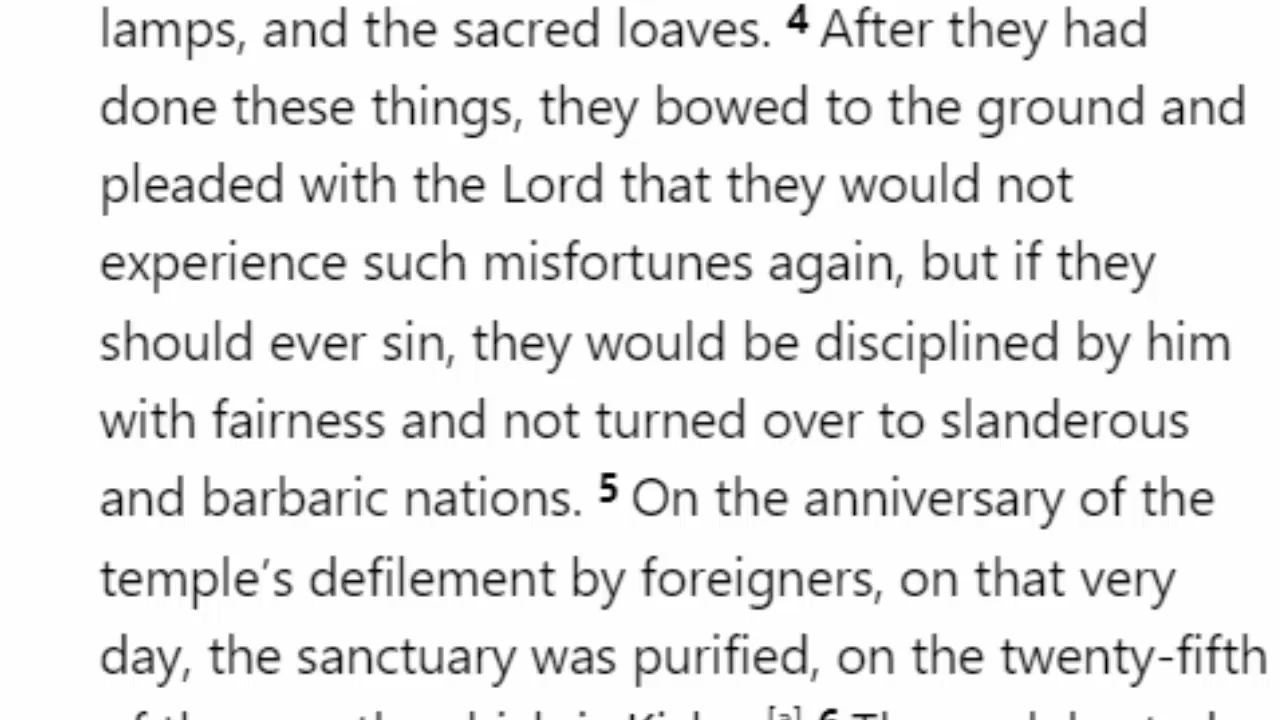 lamps, and the sacred loaves. 4 After they had
done these things, they bowed to the ground and
pleaded with the Lord that they would not
experience such misfortunes again, but if they
should ever sin, they would be disciplined by him
with fairness and not turned over to slanderous
and barbaric nations. 5 On the anniversary of the
temple’s defilement by foreigners, on that very
day, the sanctuary was purified, on the twenty-fifth